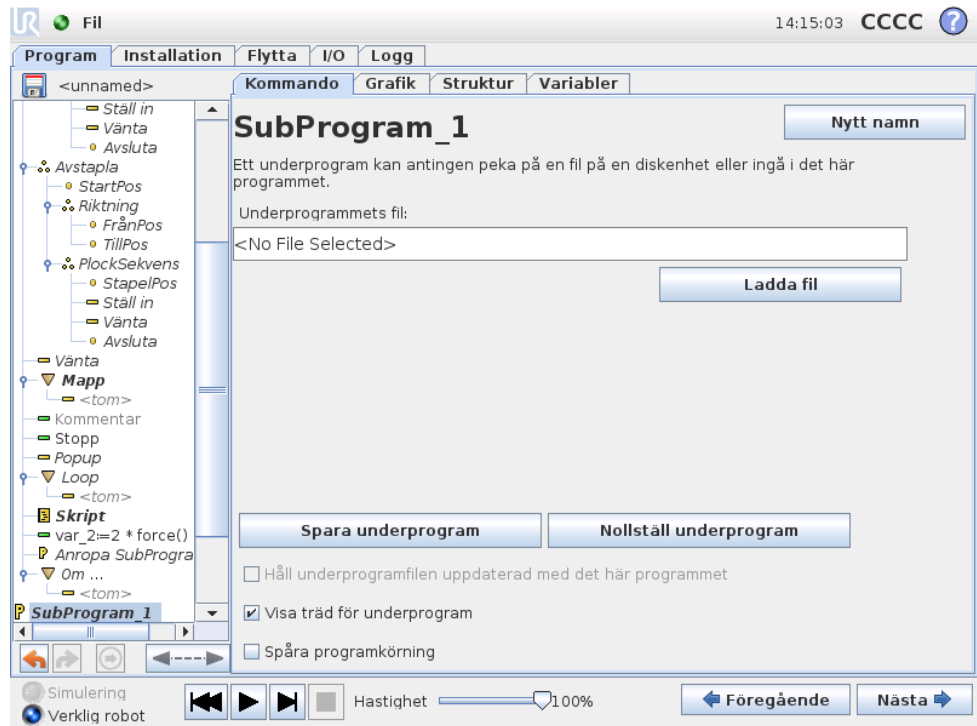 UR
Fil
14:15:03 CCCC ?
Program Installation Flytta I/O Logg
<unnamed>
Ställ in
Vänta
Avsluta
Avstapla
StartPos
Riktning
FrånPos
TillPos
PlockSekvens
StapelPos
Ställ in
Vänta
Avsluta
Vänta
Mapp
<tom>
Kommentar
Stopp
Popup
Loop
<tom>
Skript
var_2≔2 * force()
Anropa SubProgra
Om ...
<tom>
SubProgram_1
Kommando Grafik Struktur Variabler
SubProgram_1
Nytt namn
Ett underprogram kan antingen peka på en fil på en diskenhet eller ingå i det här
programmet.
Underprogrammets fil:
<No File Selected>
Ladda fil
Spara underprogram Nollställ underprogram
Håll underprogramfilen uppdaterad med det här programmet
Visa träd för underprogram
Spåra programkörning
Simulering
Verklig robot
Hastighet 100%
Föregående Nästa